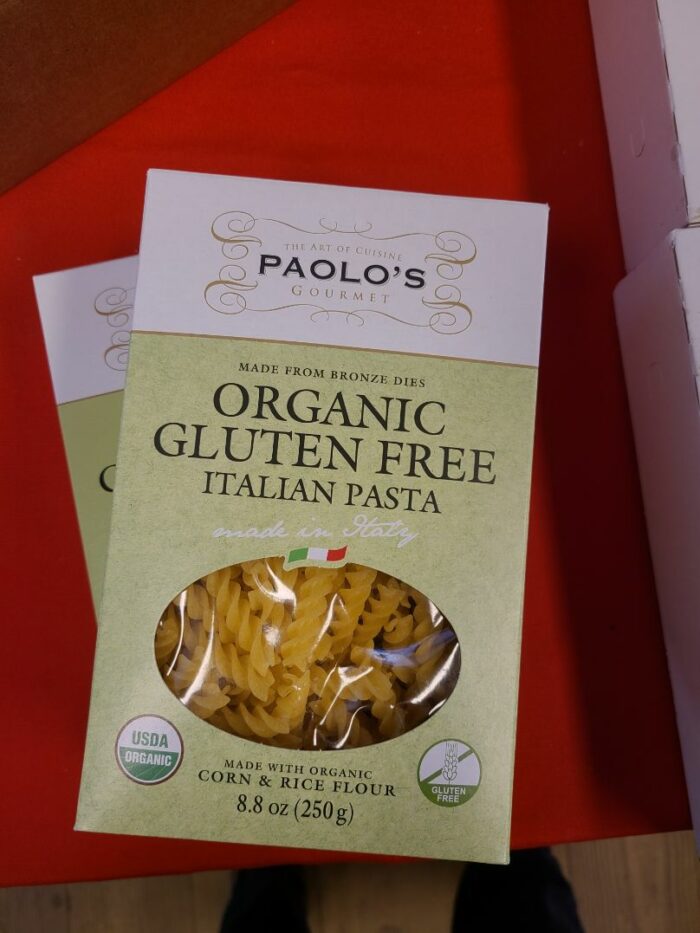 THE ART OF CUISINE
PAOLO'S
GOURMET
MADE FROM BRONZE DIES
ORGANIC
GLUTEN FREE
ITALIAN PASTA
made in Italy
USDA
ORGANIC
MADE WITH ORGANIC
CORN & RICE FLOUR
8.8 oz (250 g)
GLUTEN
FREE